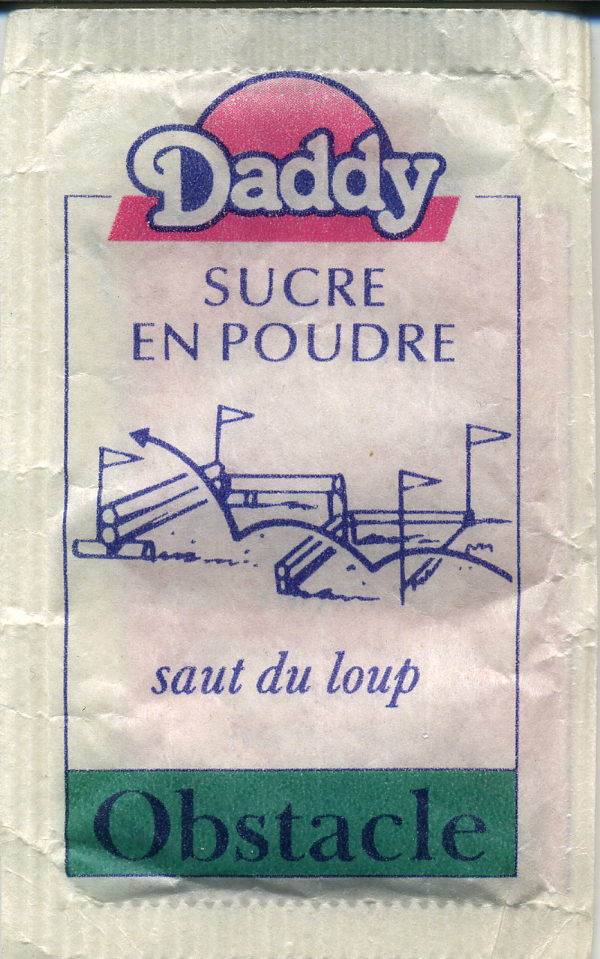 Daddy
SUCRE
EN POUDRE
saut du loup
Obstacle